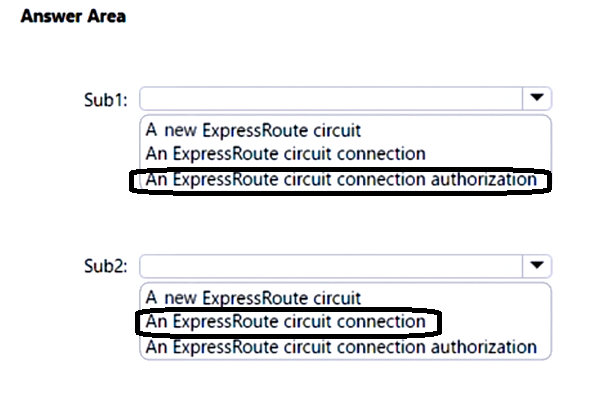 Answer Area
Sub1:
A new ExpressRoute circuit
An ExpressRoute circuit connection
An ExpressRoute circuit connection authorization
Sub2:
A new ExpressRoute circuit
An ExpressRoute circuit connection
An ExpressRoute circuit connection authorization